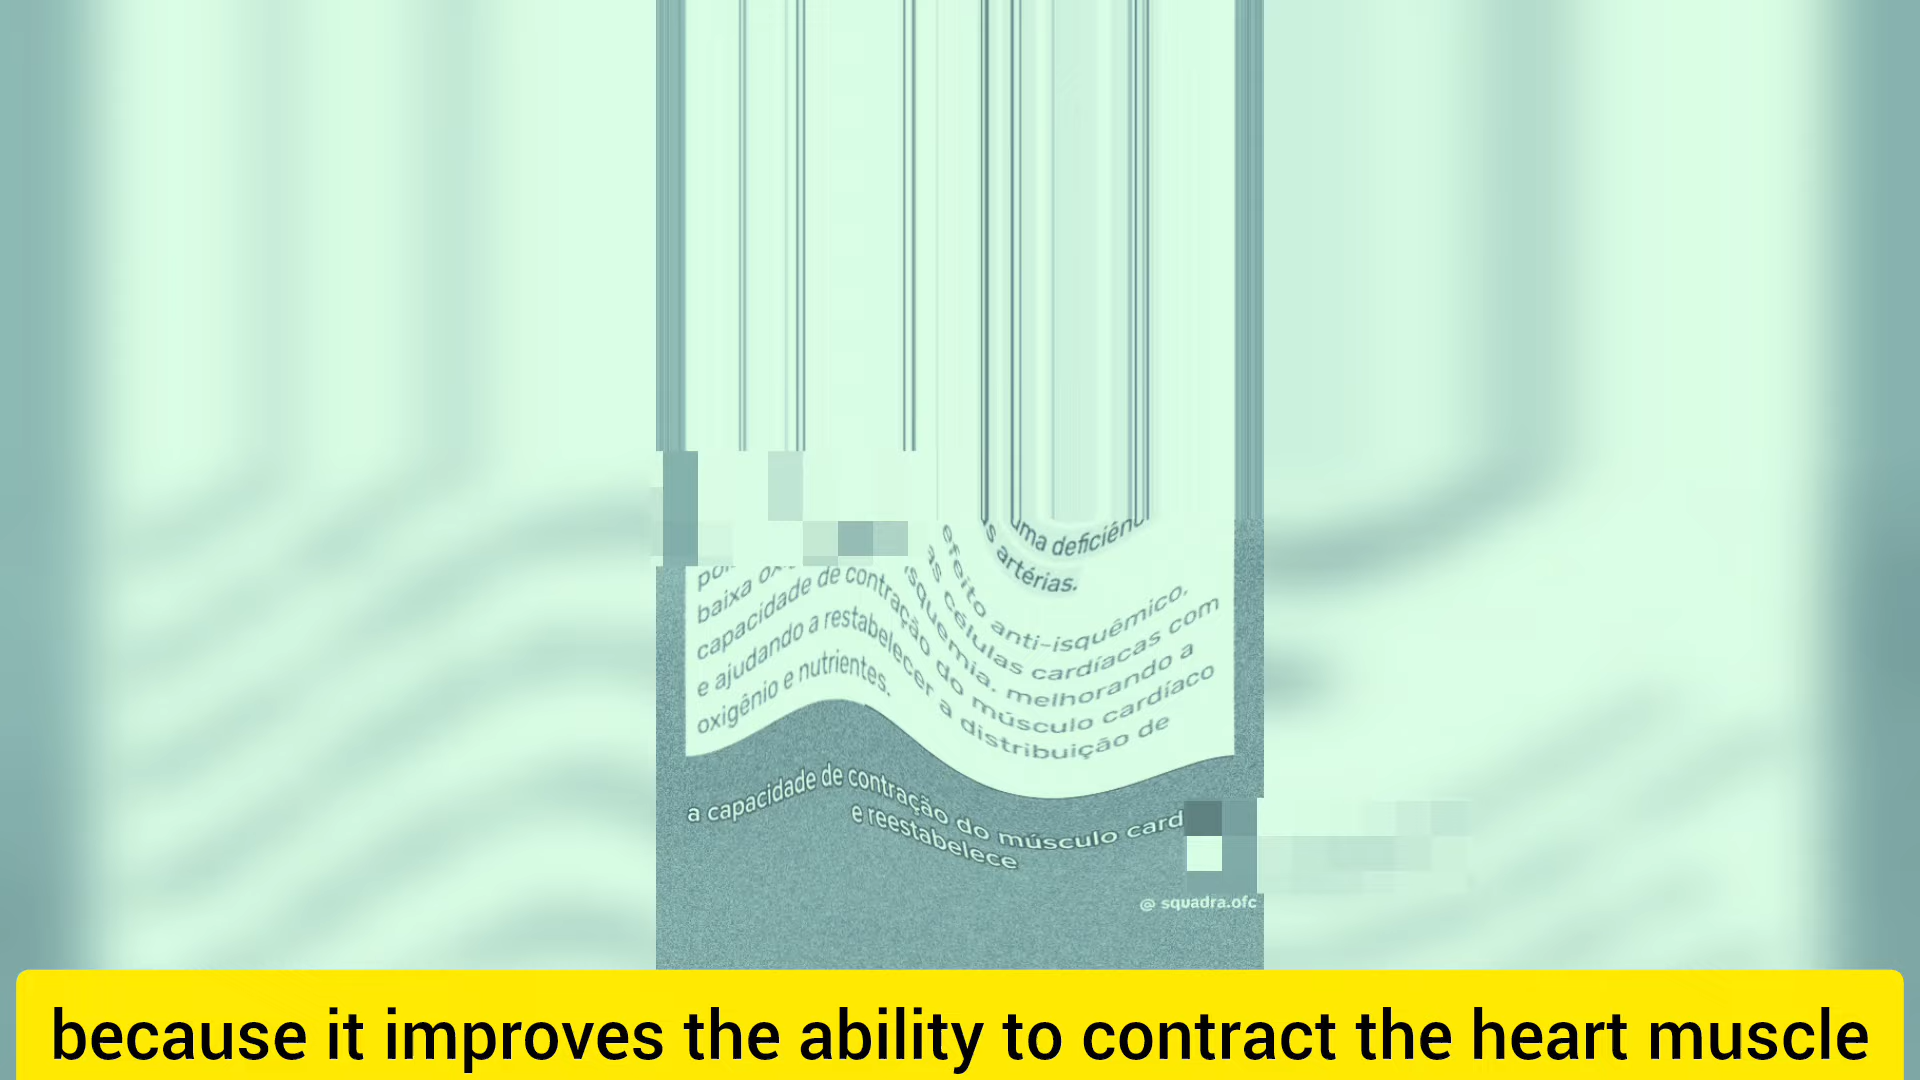 uma deficiên
s artérias.
efeito anti-isquêmico,
as células cardíacas com
baixa ox isquemia, melhorando a
capacidade de contração do músculo cardíaco
e ajudando a restabelecer a distribuição de
oxigênio e nutrientes.
a capacidade de contração do músculo card
e reestabelece
@ squadra.ofc
because it improves the ability to contract the heart muscle